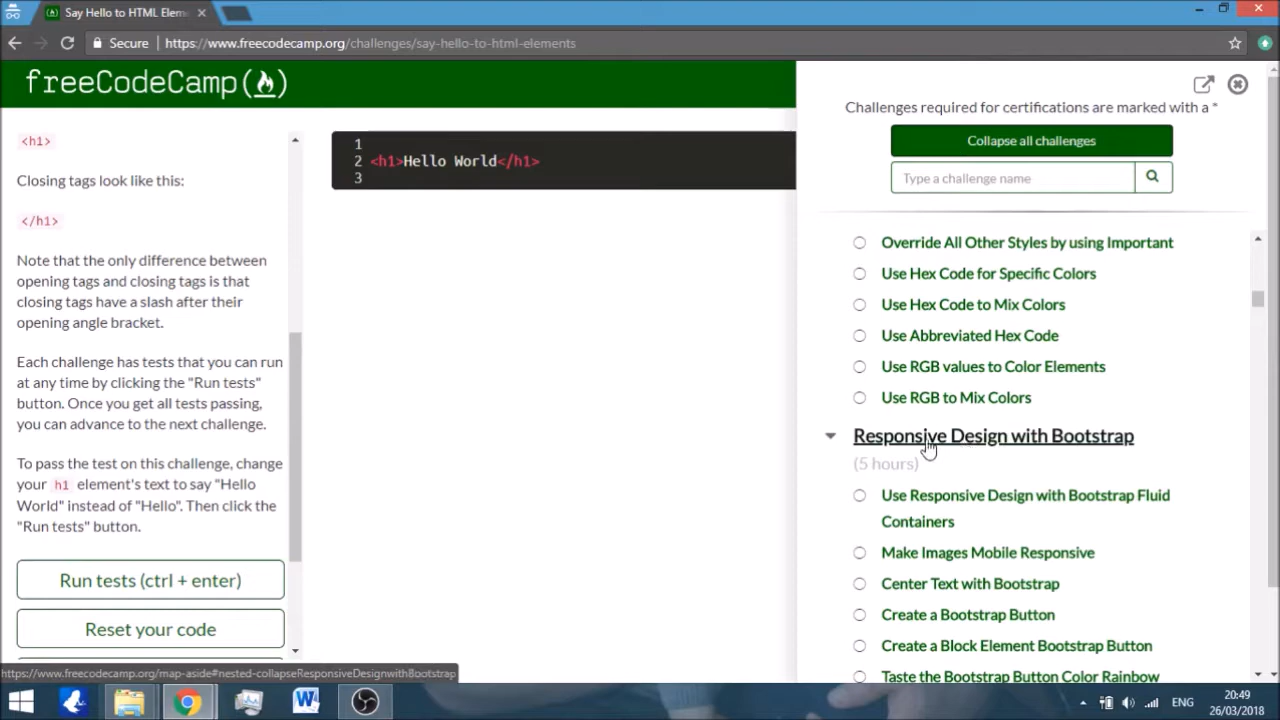 Say Hello to HTML Elem
Secure
https://www.freecodecamp.org/challenges/say-hello-to-html-elements
freeCodeCamp
<h1>
Closing tags look like this:
</h1>
Note that the only difference between
opening tags and closing tags is that
closing tags have a slash after their
opening angle bracket.
Each challenge has tests that you can run
at any time by clicking the "Run tests"
button. Once you get all tests passing,
you can advance to the next challenge.
To pass the test on this challenge, change
your h1 element's text to say "Hello
World" instead of "Hello". Then click the
"Run tests" button.
Run tests (ctrl + enter)
Reset your code
1
2 <h1>Hello World</h1>
3
Challenges required for certifications are marked with a *
Collapse all challenges
Type a challenge name
Override All Other Styles by using Important
Use Hex Code for Specific Colors
Use Hex Code to Mix Colors
Use Abbreviated Hex Code
Use RGB values to Color Elements
Use RGB to Mix Colors
Responsive Design with Bootstrap
(5 hours)
Use Responsive Design with Bootstrap Fluid
Containers
Make Images Mobile Responsive
Center Text with Bootstrap
Create a Bootstrap Button
Create a Block Element Bootstrap Button
Taste the Bootstrap Button Color Rainbow
https://www.freecodecamp.org/map-aside#nested-collapseResponsiveDesignwithBootstrap
ENG
20:49
26/03/2018